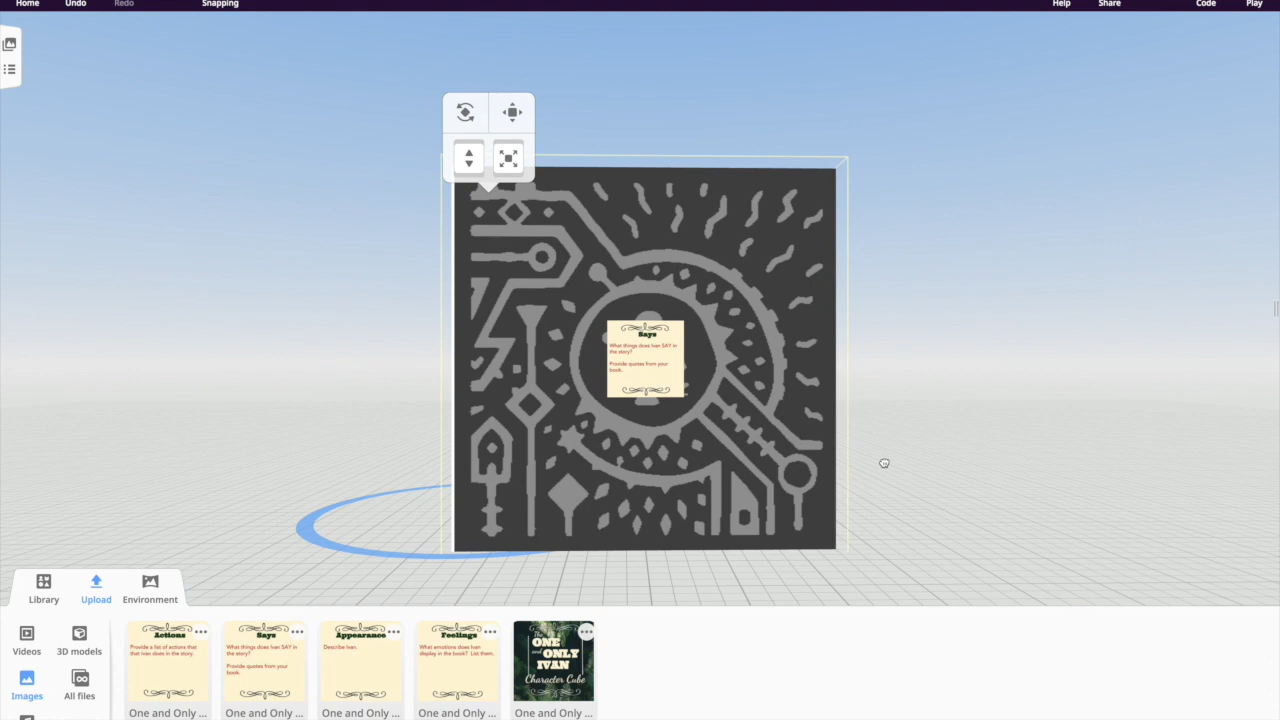 Home Undo Redo Snapping Help Share Code Play
Says
What things does Ivan SAY in
the story?
Provide quotes from your
book.
Library Upload Environment
Videos 3D models
Images All files
Actions
Provide a list of actions that
that Ivan does in the story.
One and Only ...
Says
What things does Ivan SAY in
the story?
Provide quotes from your
book.
One and Only ...
Appearance
Describe Ivan.
One and Only ...
Feelings
What emotions does Ivan
display in the book? List them.
One and Only ...
The
ONE
and ONLY
IVAN
Character Cube
One and Only ...